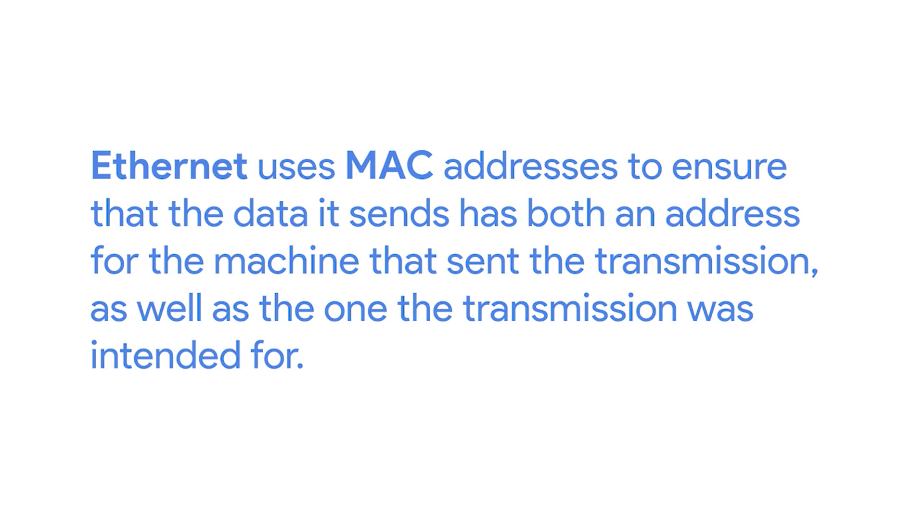 Ethernet uses MAC addresses to ensure
that the data it sends has both an address
for the machine that sent the transmission,
as well as the one the transmission was
intended for.